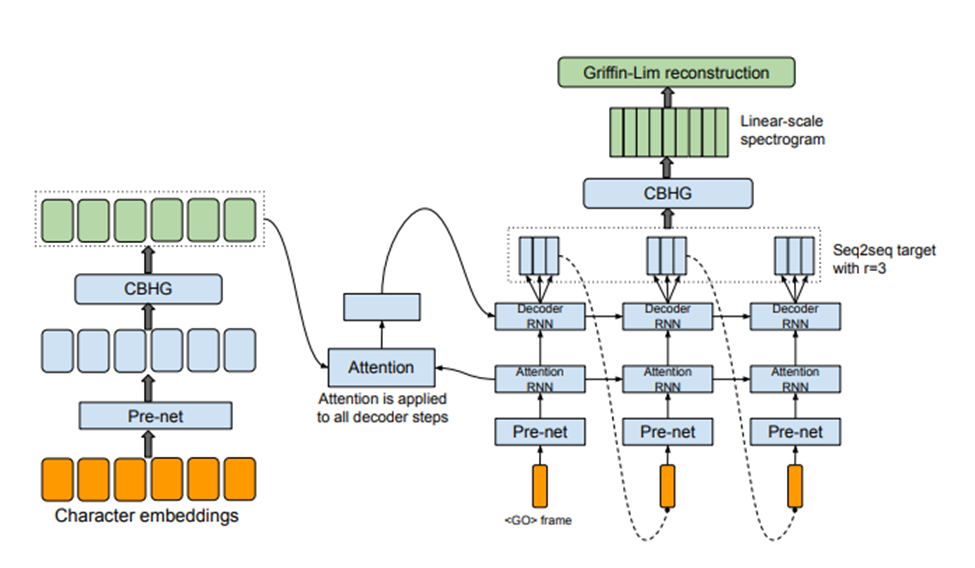 Griffin-Lim reconstruction
Linear-scale
spectrogram
CBHG
Seq2seq target
with r=3
CBHG
Decoder
RNN
Decoder
RNN
Decoder
RNN
Attention
Attention is applied
to all decoder steps
Attention
RNN
Attention
RNN
Attention
RNN
Pre-net
Pre-net
Pre-net
Pre-net
Character embeddings
<GO> frame